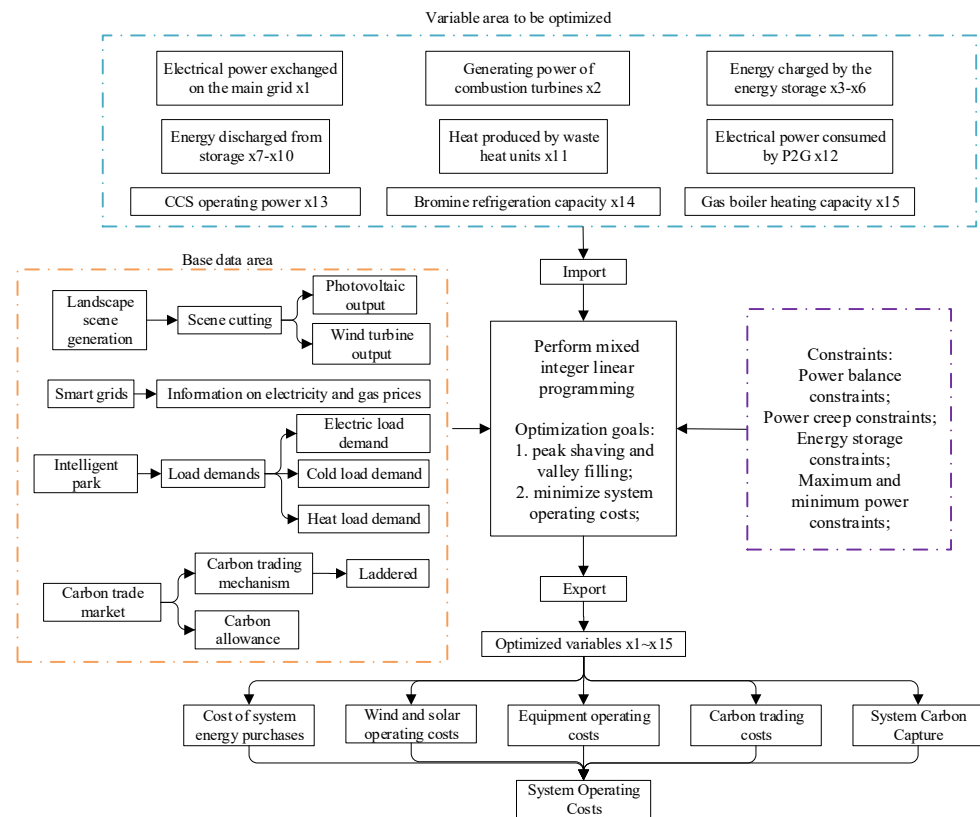 Variable area to be optimized
Electrical power exchanged
on the main grid x1
Generating power of
combustion turbines x2
Energy charged by the
energy storage x3-x6
Energy discharged from
storage x7-x10
Heat produced by waste
heat units x11
Electrical power consumed
by P2G x12
CCS operating power x13
Bromine refrigeration capacity x14
Gas boiler heating capacity x15
Import
Base data area
Landscape
scene
generation
Scene cutting
Photovoltaic
output
Wind turbine
output
Smart grids
Information on electricity and gas prices
Intelligent
park
Load demands
Electric load
demand
Cold load demand
Heat load demand
Carbon trade
market
Carbon trading
mechanism
Laddered
Carbon
allowance
Perform mixed
integer linear
programming
Optimization goals:
1. peak shaving and
valley filling;
2. minimize system
operating costs;
Constraints:
Power balance
constraints;
Power creep constraints;
Energy storage
constraints;
Maximum and
minimum power
constraints;
Export
Optimized variables x1~x15
Cost of system
energy purchases
Wind and solar
operating costs
Equipment operating
costs
Carbon trading
costs
System Carbon
Capture
System Operating
Costs